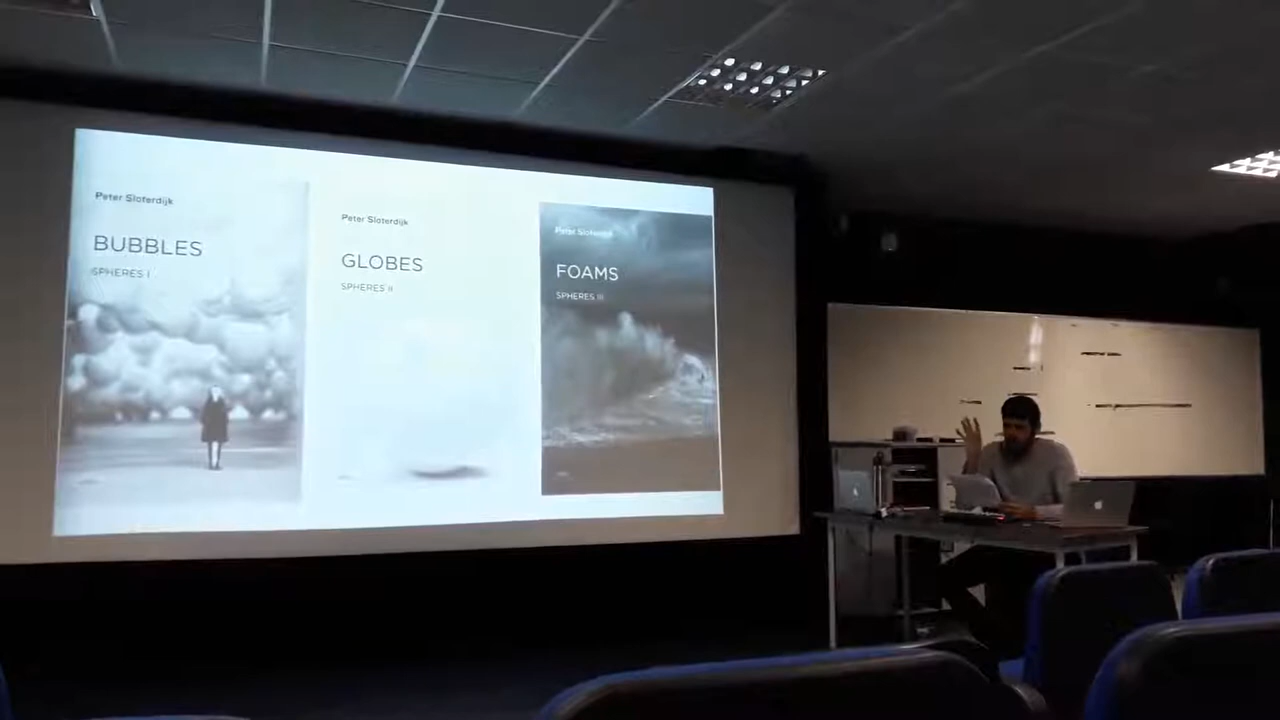 Peter Sloterdijk
BUBBLES
SPHERES I
Peter Sloterdijk
GLOBES
SPHERES II
Peter Sloterdijk
FOAMS
SPHERES III